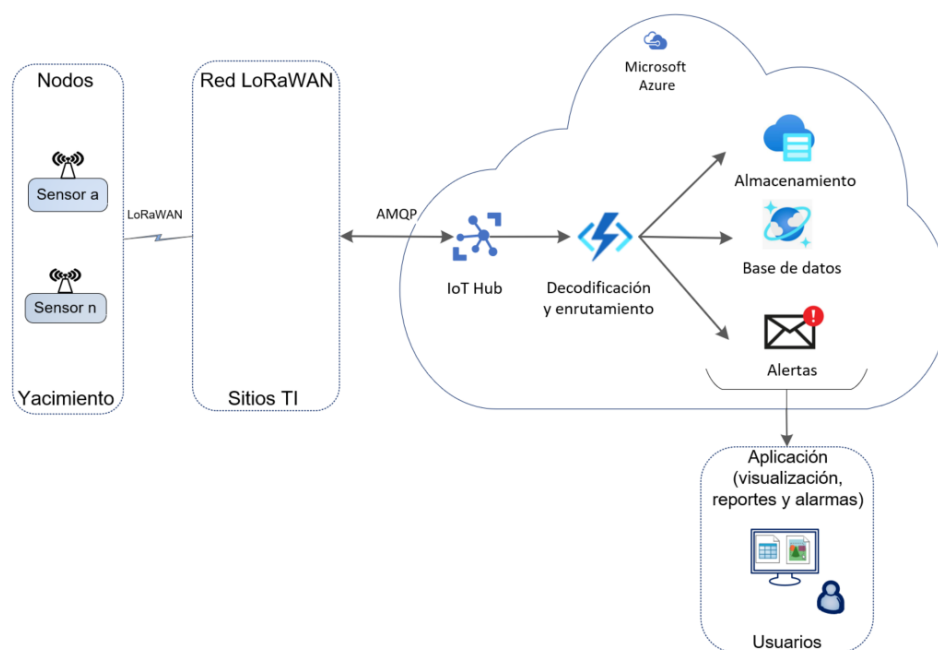 Nodos
Sensor a
Sensor n
Yacimiento
LoRaWAN
Red LoRaWAN
Sitios TI
AMQP
Microsoft
Azure
IoT Hub
Decodificación
y enrutamiento
Almacenamiento
Base de datos
!
Alertas
Aplicación
(visualización,
reportes y alarmas)
Usuarios